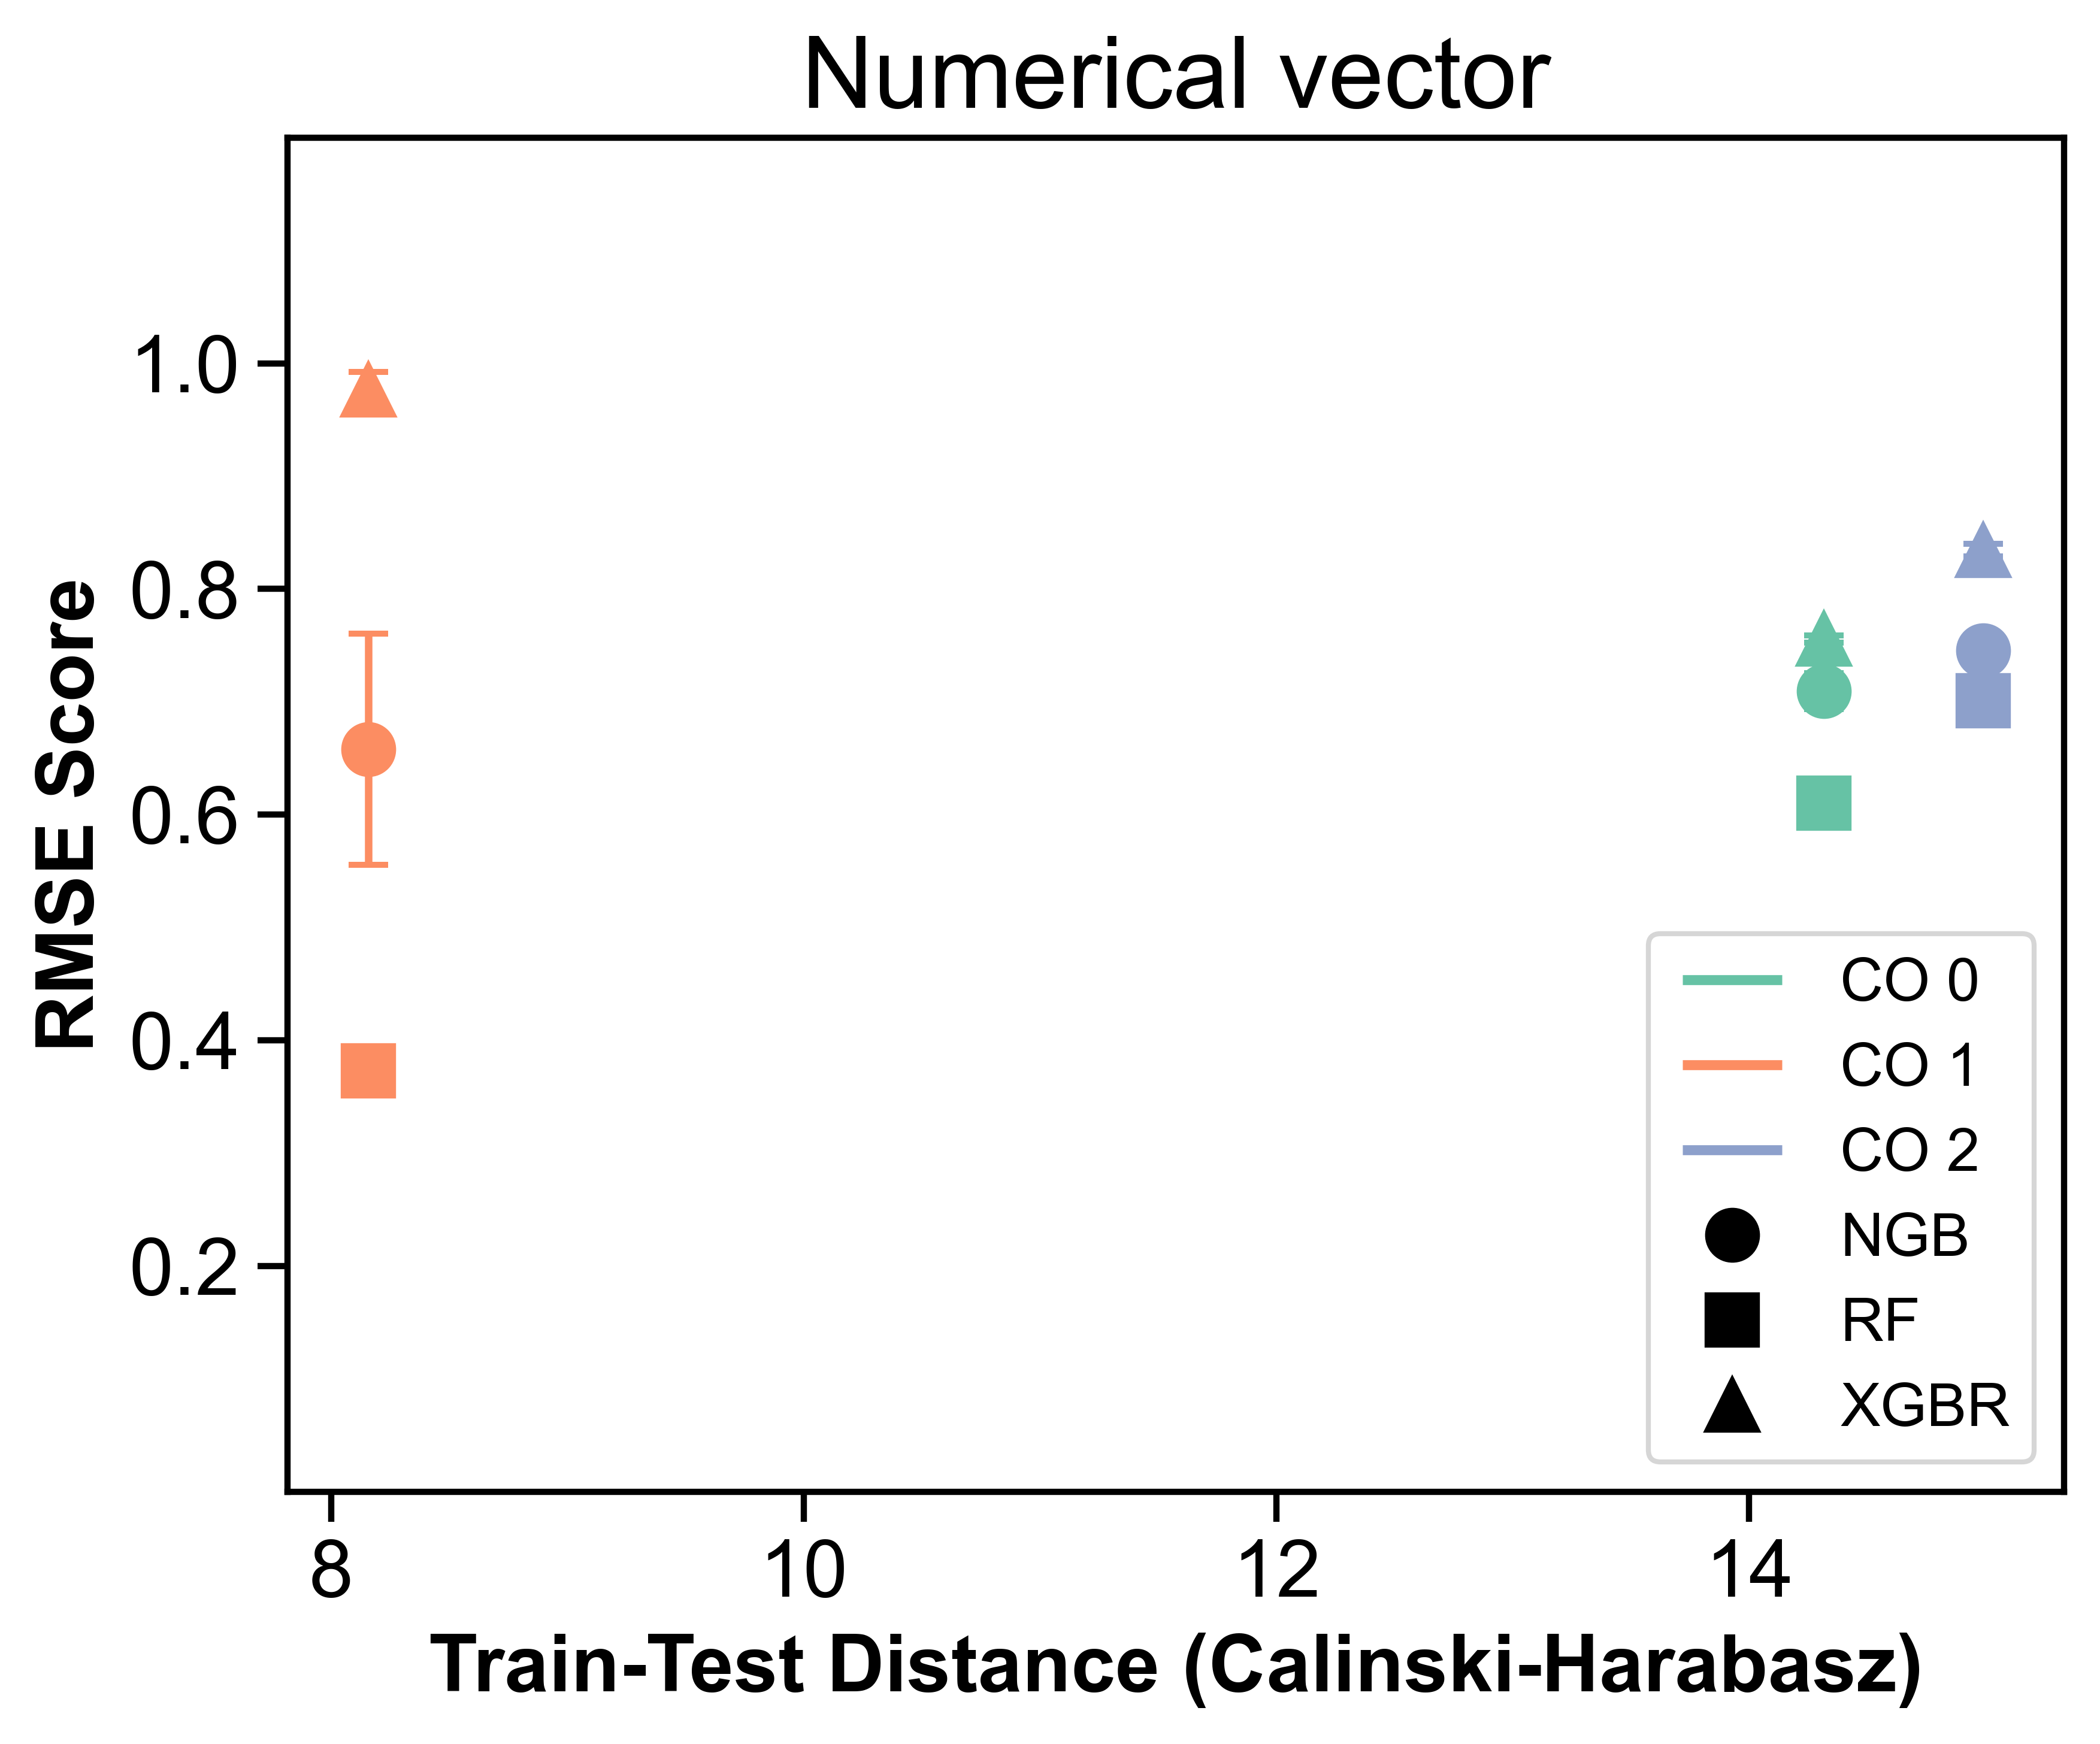 Numerical vector
RMSE Score
1.0
0.8
0.6
0.4
0.2
CO 0
CO 1
CO 2
NGB
RF
XGBR
8 10 12 14
Train-Test Distance (Calinski-Harabasz)